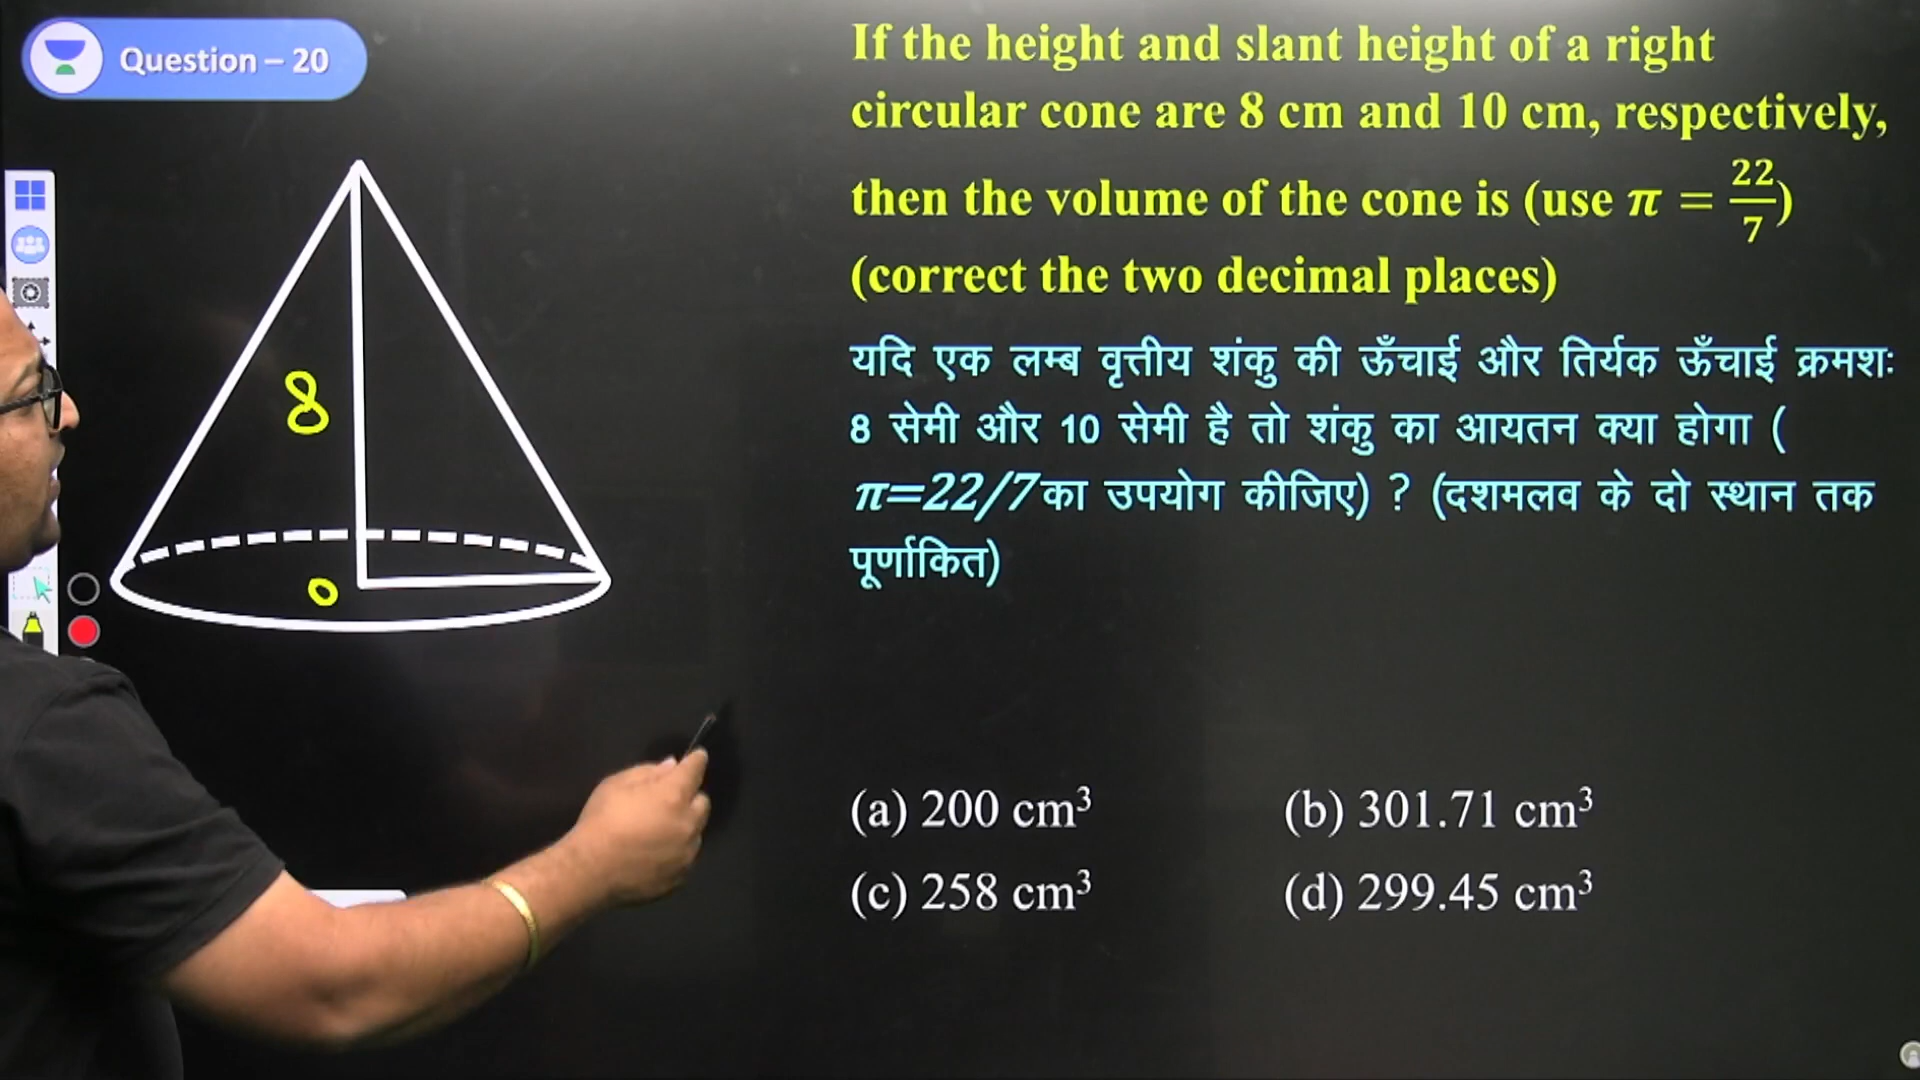 Question – 20
If the height and slant height of a right
circular cone are 8 cm and 10 cm, respectively,
then the volume of the cone is (use π = 22/7)
(correct the two decimal places)
यदि एक लम्ब वृत्तीय शंकु की ऊँचाई और तिर्यक ऊँचाई क्रमशः
8 सेमी और 10 सेमी है तो शंकु का आयतन क्या होगा (
π=22/7 का उपयोग कीजिए) ? (दशमलव के दो स्थान तक
पूर्णाकित)
8
0
(a) 200 cm³ (b) 301.71 cm³
(c) 258 cm³ (d) 299.45 cm³